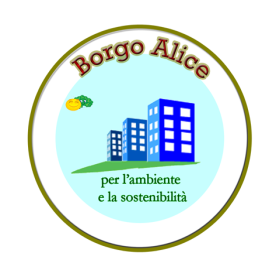 Borgo Alice
per l'ambiente
e la sostenibilità